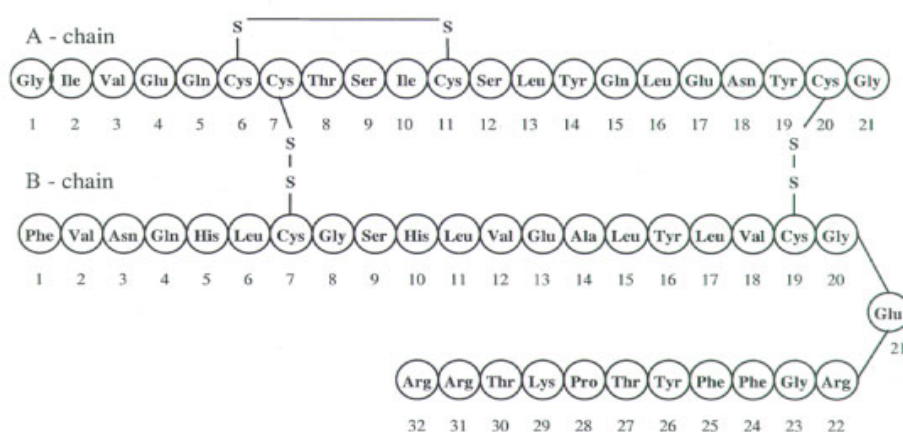 S S
A - chain
Gly Ile Val Glu Gln Cys Cys Thr Ser Ile Cys Ser Leu Tyr Gln Leu Glu Asn Tyr Cys Gly
1 2 3 4 5 6 7 8 9 10 11 12 13 14 15 16 17 18 19 20 21
S S
B - chain
S S
Phe Val Asn Gln His Leu Cys Gly Ser His Leu Val Glu Ala Leu Tyr Leu Val Cys Gly
1 2 3 4 5 6 7 8 9 10 11 12 13 14 15 16 17 18 19 20
Glu
21
Arg Arg Thr Lys Pro Thr Tyr Phe Phe Gly Arg
32 31 30 29 28 27 26 25 24 23 22